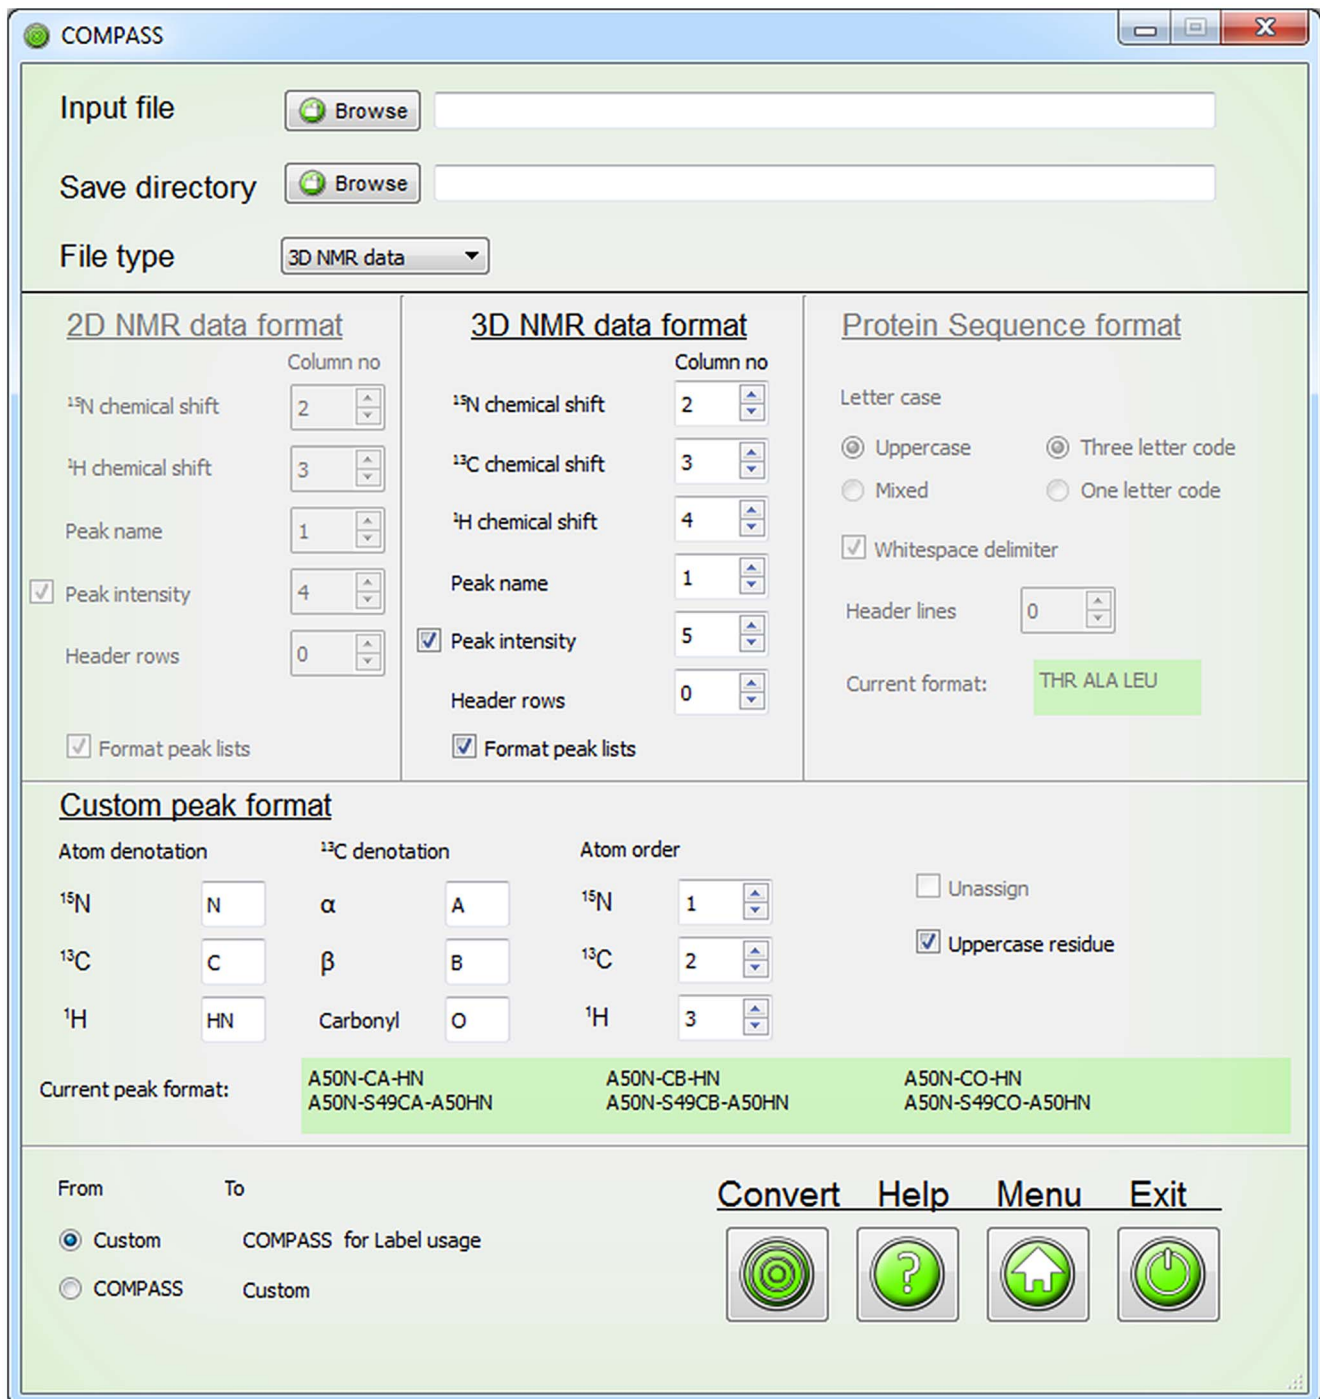 COMPASS
Input file Browse
Save directory Browse
File type 3D NMR data
2D NMR data format
Column no
¹⁵N chemical shift 2
¹H chemical shift 3
Peak name 1
Peak intensity 4
Header rows 0
Format peak lists
3D NMR data format
Column no
¹⁵N chemical shift 2
¹³C chemical shift 3
¹H chemical shift 4
Peak name 1
Peak intensity 5
Header rows 0
Format peak lists
Protein Sequence format
Letter case
Uppercase Three letter code
Mixed One letter code
Whitespace delimiter
Header lines 0
Current format: THR ALA LEU
Custom peak format
Atom denotation ¹³C denotation Atom order
¹⁵N N α A ¹⁵N 1 Unassign
¹³C C β B ¹³C 2 Uppercase residue
¹H HN Carbonyl O ¹H 3
Current peak format:
A50N-CA-HN A50N-CB-HN A50N-CO-HN
A50N-S49CA-A50HN A50N-S49CB-A50HN A50N-S49CO-A50HN
From To
Custom COMPASS for Label usage
COMPASS Custom
Convert Help Menu Exit